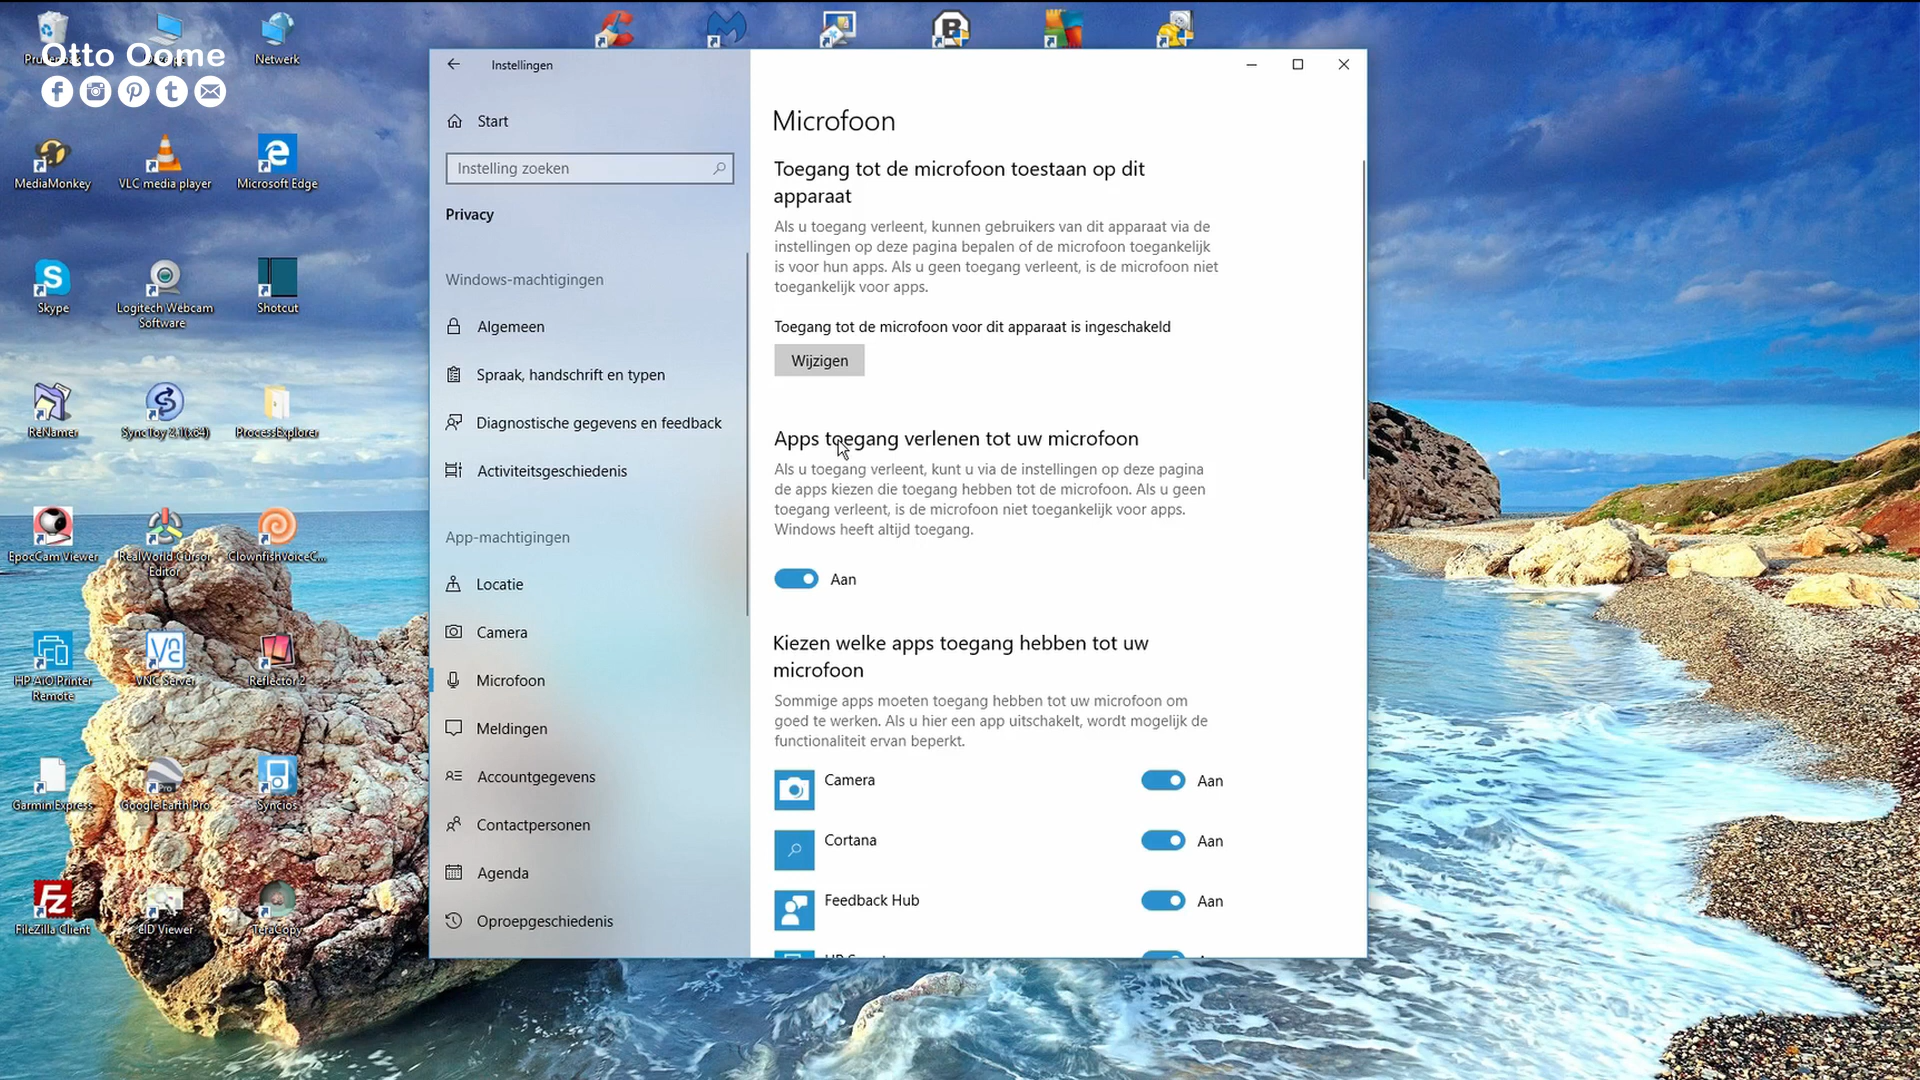 Otto Oome
Netwerk
MediaMonkey
VLC media player
Microsoft Edge
Skype
Logitech Webcam
Software
Shotcut
ReNamer
SyncToy 2.1(x64)
ProcessExplorer
EpocCam Viewer
RealWorld Cursor
Editor
ClownfishVoiceC...
HP AiO Printer
Remote
VNC Server
Reflector 2
Garmin Express
Google Earth Pro
Syncios
FileZilla Client
eID Viewer
TeraCopy
Instellingen
Start
Instelling zoeken
Privacy
Windows-machtigingen
Algemeen
Spraak, handschrift en typen
Diagnostische gegevens en feedback
Activiteitsgeschiedenis
App-machtigingen
Locatie
Camera
Microfoon
Meldingen
Accountgegevens
Contactpersonen
Agenda
Oproepgeschiedenis
Microfoon
Toegang tot de microfoon toestaan op dit
apparaat
Als u toegang verleent, kunnen gebruikers van dit apparaat via de
instellingen op deze pagina bepalen of de microfoon toegankelijk
is voor hun apps. Als u geen toegang verleent, is de microfoon niet
toegankelijk voor apps.
Toegang tot de microfoon voor dit apparaat is ingeschakeld
Wijzigen
Apps toegang verlenen tot uw microfoon
Als u toegang verleent, kunt u via de instellingen op deze pagina
de apps kiezen die toegang hebben tot de microfoon. Als u geen
toegang verleent, is de microfoon niet toegankelijk voor apps.
Windows heeft altijd toegang.
Aan
Kiezen welke apps toegang hebben tot uw
microfoon
Sommige apps moeten toegang hebben tot uw microfoon om
goed te werken. Als u hier een app uitschakelt, wordt mogelijk de
functionaliteit ervan beperkt.
Camera Aan
Cortana Aan
Feedback Hub Aan